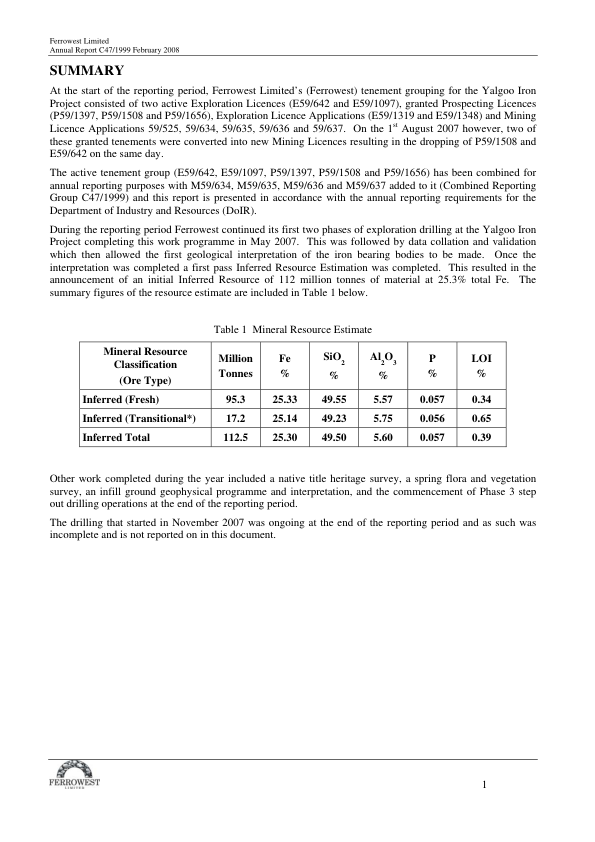 Ferrowest Limited
Annual Report C47/1999 February 2008
SUMMARY
At the start of the reporting period, Ferrowest Limited's (Ferrowest) tenement grouping for the Yalgoo Iron
Project consisted of two active Exploration Licences (E59/642 and E59/1097), granted Prospecting Licences
(P59/1397, P59/1508 and P59/1656), Exploration Licence Applications (E59/1319 and E59/1348) and Mining
Licence Applications 59/525, 59/634, 59/635, 59/636 and 59/637. On the 1st August 2007 however, two of
these granted tenements were converted into new Mining Licences resulting in the dropping of P59/1508 and
E59/642 on the same day.
The active tenement group (E59/642, E59/1097, P59/1397, P59/1508 and P59/1656) has been combined for
annual reporting purposes with M59/634, M59/635, M59/636 and M59/637 added to it (Combined Reporting
Group C47/1999) and this report is presented in accordance with the annual reporting requirements for the
Department of Industry and Resources (DoIR).
During the reporting period Ferrowest continued its first two phases of exploration drilling at the Yalgoo Iron
Project completing this work programme in May 2007. This was followed by data collation and validation
which then allowed the first geological interpretation of the iron bearing bodies to be made. Once the
interpretation was completed a first pass Inferred Resource Estimation was completed. This resulted in the
announcement of an initial Inferred Resource of 112 million tonnes of material at 25.3% total Fe. The
summary figures of the resource estimate are included in Table 1 below.
Table 1 Mineral Resource Estimate
Mineral Resource Classification (Ore Type) Million Tonnes Fe % SiO2 % Al2O3 % P % LOI %
Inferred (Fresh) 95.3 25.33 49.55 5.57 0.057 0.34
Inferred (Transitional*) 17.2 25.14 49.23 5.75 0.056 0.65
Inferred Total 112.5 25.30 49.50 5.60 0.057 0.39
Other work completed during the year included a native title heritage survey, a spring flora and vegetation
survey, an infill ground geophysical programme and interpretation, and the commencement of Phase 3 step
out drilling operations at the end of the reporting period.
The drilling that started in November 2007 was ongoing at the end of the reporting period and as such was
incomplete and is not reported on in this document.
FERROWEST
LIMITED
1